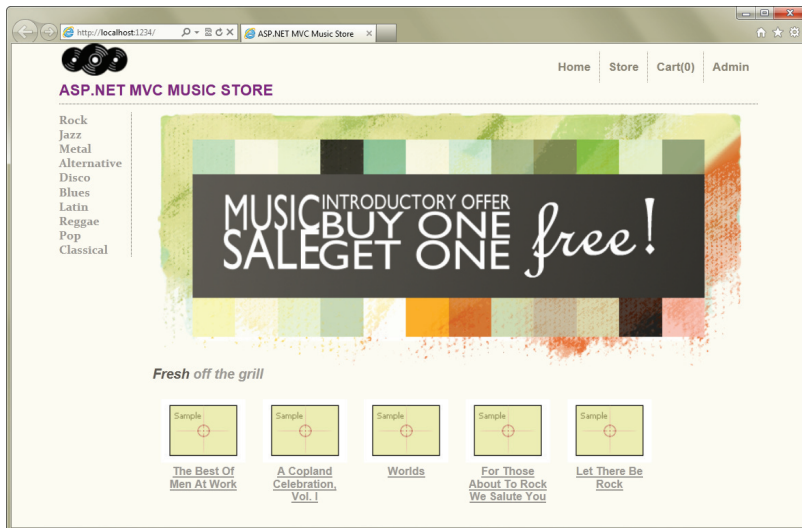 http://localhost:1234/
ASP.NET MVC Music Store
Home Store Cart(0) Admin
ASP.NET MVC MUSIC STORE
Rock
Jazz
Metal
Alternative
Disco
Blues
Latin
Reggae
Pop
Classical
MUSIC SALE
INTRODUCTORY OFFER
BUY ONE
GET ONE
free!
Fresh off the grill
Sample Sample Sample Sample Sample
The Best Of
Men At Work
A Copland
Celebration,
Vol. I
Worlds
For Those
About To Rock
We Salute You
Let There Be
Rock